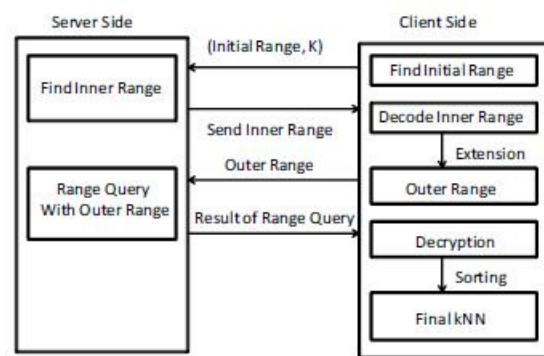 Server Side
Client Side
(Initial Range, K)
Find Inner Range
Find Initial Range
Send Inner Range
Decode Inner Range
Extension
Outer Range
Outer Range
Range Query
With Outer Range
Result of Range Query
Decryption
Sorting
Final kNN